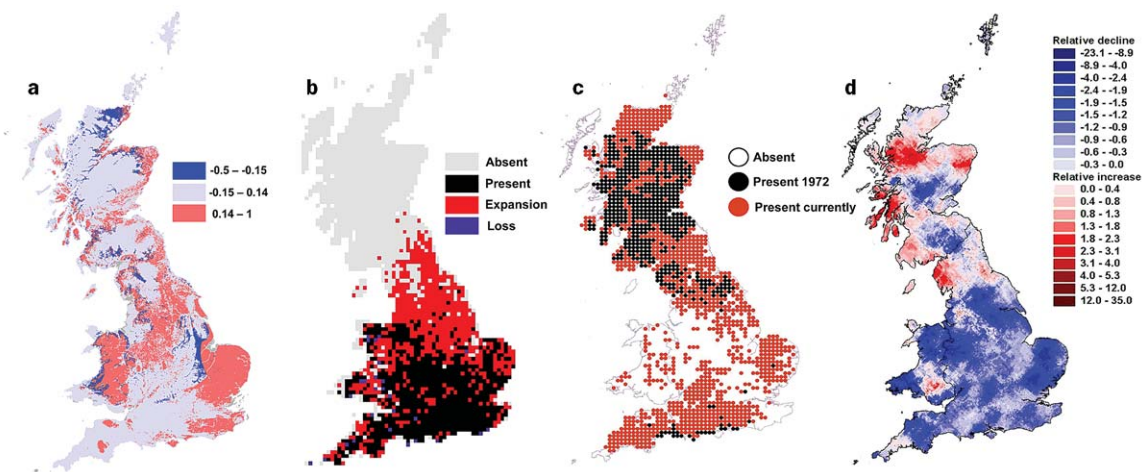 a
-0.5 – -0.15
-0.15 – 0.14
0.14 – 1
b
Absent
Present
Expansion
Loss
c
Absent
Present 1972
Present currently
d
Relative decline
-23.1 - -8.9
-8.9 - -4.0
-4.0 - -2.4
-2.4 - -1.9
-1.9 - -1.5
-1.5 - -1.2
-1.2 - -0.9
-0.9 - -0.6
-0.6 - -0.3
-0.3 - 0.0
Relative increase
0.0 - 0.4
0.4 - 0.8
0.8 - 1.3
1.3 - 1.8
1.8 - 2.3
2.3 - 3.1
3.1 - 4.0
4.0 - 5.3
5.3 - 12.0
12.0 - 35.0